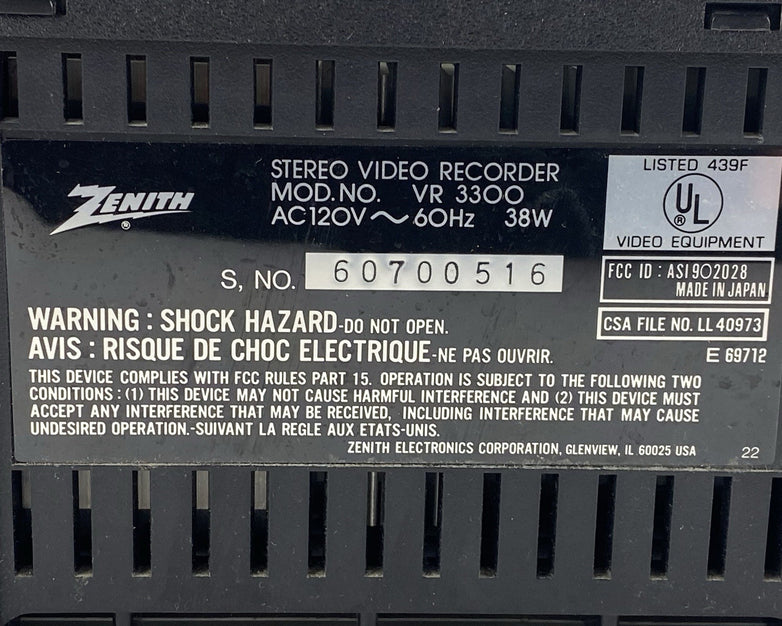 ZENITH
®
STEREO VIDEO RECORDER
MOD.NO. VR 3300
AC120V ~ 60Hz 38W
S, NO. 60700516
LISTED 439F
UL
®
VIDEO EQUIPMENT
FCC ID : ASI902028
MADE IN JAPAN
CSA FILE NO. LL 40973
E 69712
WARNING : SHOCK HAZARD-DO NOT OPEN.
AVIS : RISQUE DE CHOC ELECTRIQUE-NE PAS OUVRIR.
THIS DEVICE COMPLIES WITH FCC RULES PART 15. OPERATION IS SUBJECT TO THE FOLLOWING TWO
CONDITIONS : (1) THIS DEVICE MAY NOT CAUSE HARMFUL INTERFERENCE AND (2) THIS DEVICE MUST
ACCEPT ANY INTERFERENCE THAT MAY BE RECEIVED, INCLUDING INTERFERENCE THAT MAY CAUSE
UNDESIRED OPERATION.-SUIVANT LA REGLE AUX ETATS-UNIS.
ZENITH ELECTRONICS CORPORATION, GLENVIEW, IL 60025 USA 22